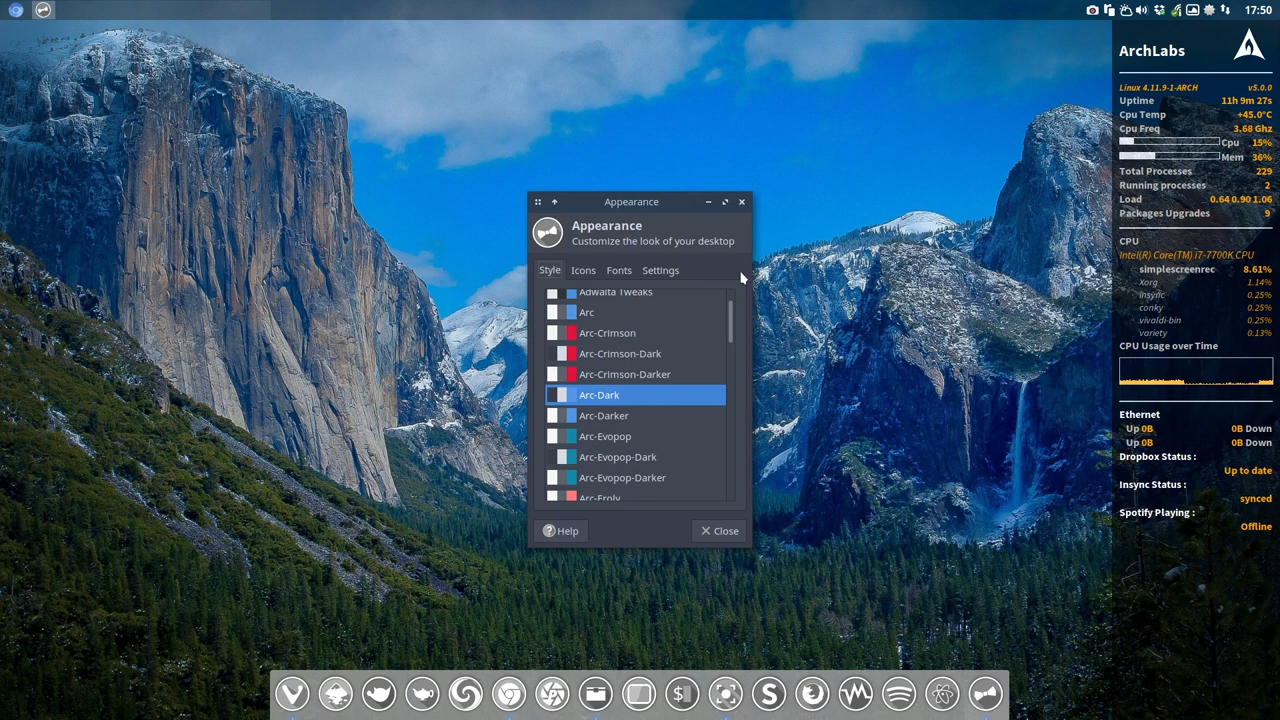 17:50
Appearance
Appearance
Customize the look of your desktop
Style Icons Fonts Settings
Adwaita Tweaks
Arc
Arc-Crimson
Arc-Crimson-Dark
Arc-Crimson-Darker
Arc-Dark
Arc-Darker
Arc-Evopop
Arc-Evopop-Dark
Arc-Evopop-Darker
Arc-Eroly
Help Close
ArchLabs
Linux 4.11.9-1-ARCH v5.0.0
Uptime 11h 9m 27s
Cpu Temp +45.0°C
Cpu Freq 3.68 Ghz
Cpu 15%
Mem 36%
Total Processes 229
Running processes 2
Load 0.64 0.90 1.06
Packages Upgrades 9
CPU
Intel(R) Core(TM) i7-7700K CPU
simplescreenrec 8.61%
Xorg 1.14%
insync 0.25%
conky 0.25%
vivaldi-bin 0.25%
variety 0.13%
CPU Usage over Time
Ethernet
Up 0B 0B Down
Up 0B 0B Down
Dropbox Status :
Up to date
Insync Status :
synced
Spotify Playing :
Offline